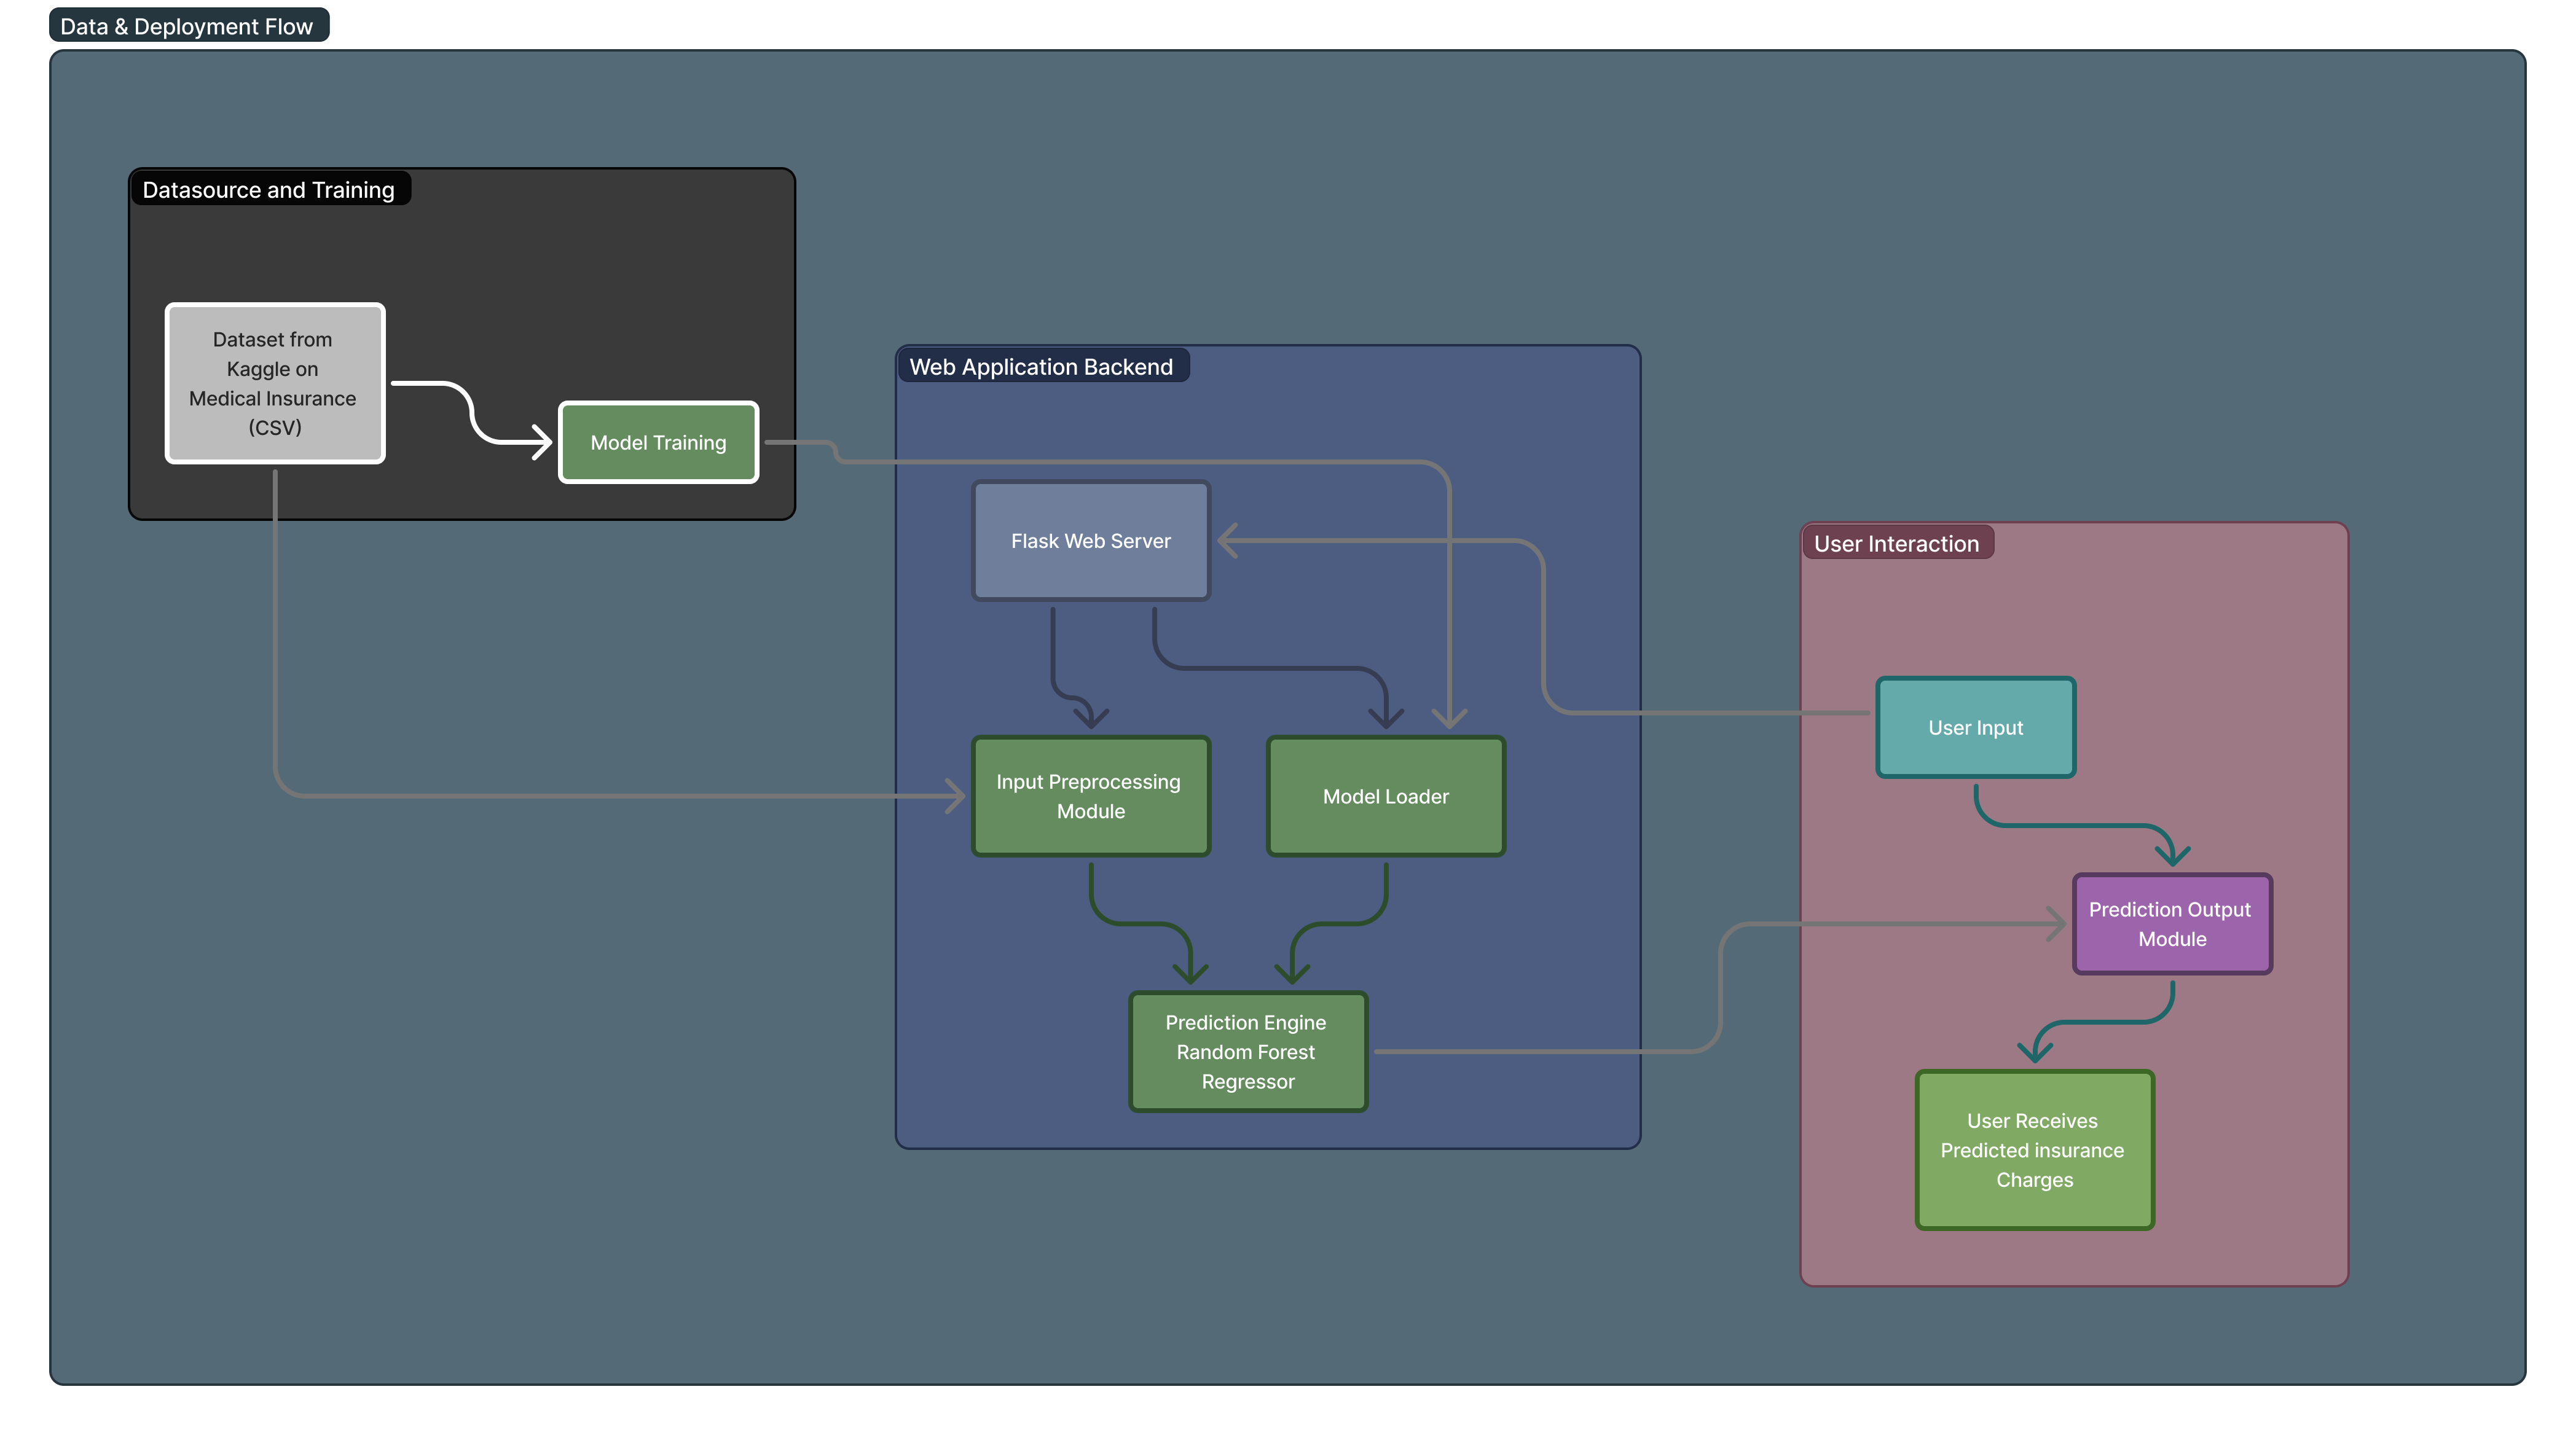 Data & Deployment Flow
Datasource and Training
Dataset from
Kaggle on
Medical Insurance
(CSV)
Model Training
Web Application Backend
Flask Web Server
Input Preprocessing
Module
Model Loader
Prediction Engine
Random Forest
Regressor
User Interaction
User Input
Prediction Output
Module
User Receives
Predicted insurance
Charges